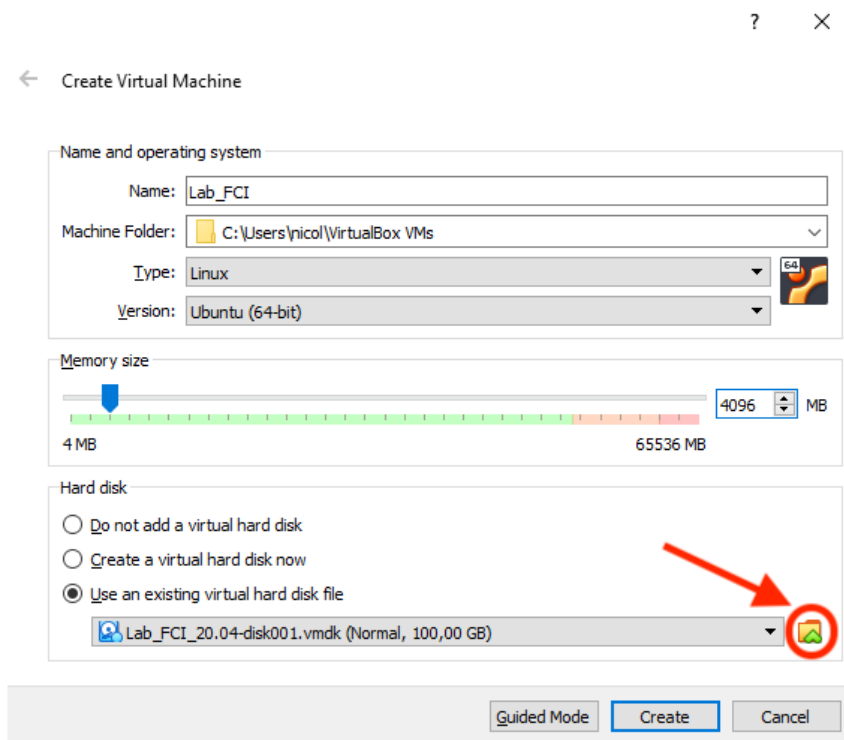 ?
Create Virtual Machine
Name and operating system
Name: Lab_FCI
Machine Folder: C:\Users\nicol\VirtualBox VMs
Type: Linux
64
Version: Ubuntu (64-bit)
Memory size
4096 MB
4 MB 65536 MB
Hard disk
Do not add a virtual hard disk
Create a virtual hard disk now
Use an existing virtual hard disk file
Lab_FCI_20.04-disk001.vmdk (Normal, 100,00 GB)
Guided Mode Create Cancel